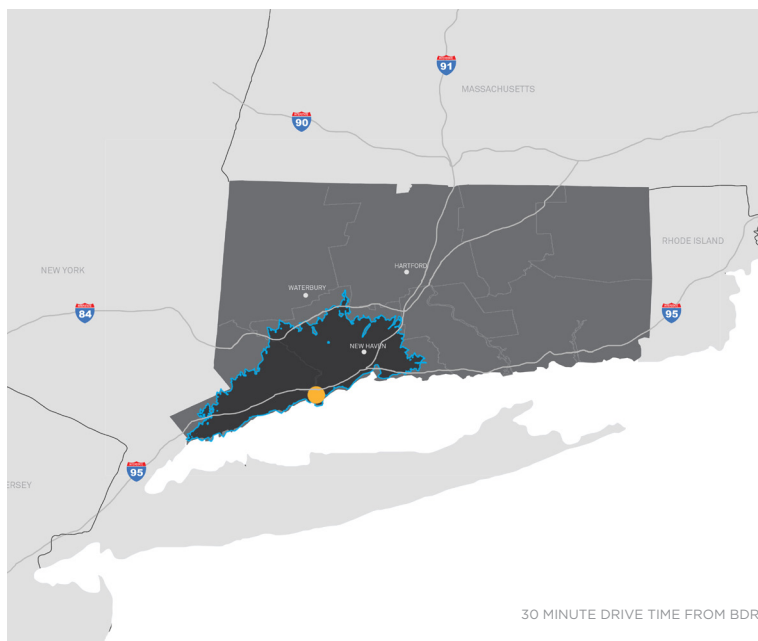 91
MASSACHUSETTS
90
RHODE ISLAND
HARTFORD
NEW YORK
WATERBURY
84
95
NEW HAVEN
95
ERSEY
30 MINUTE DRIVE TIME FROM BDR